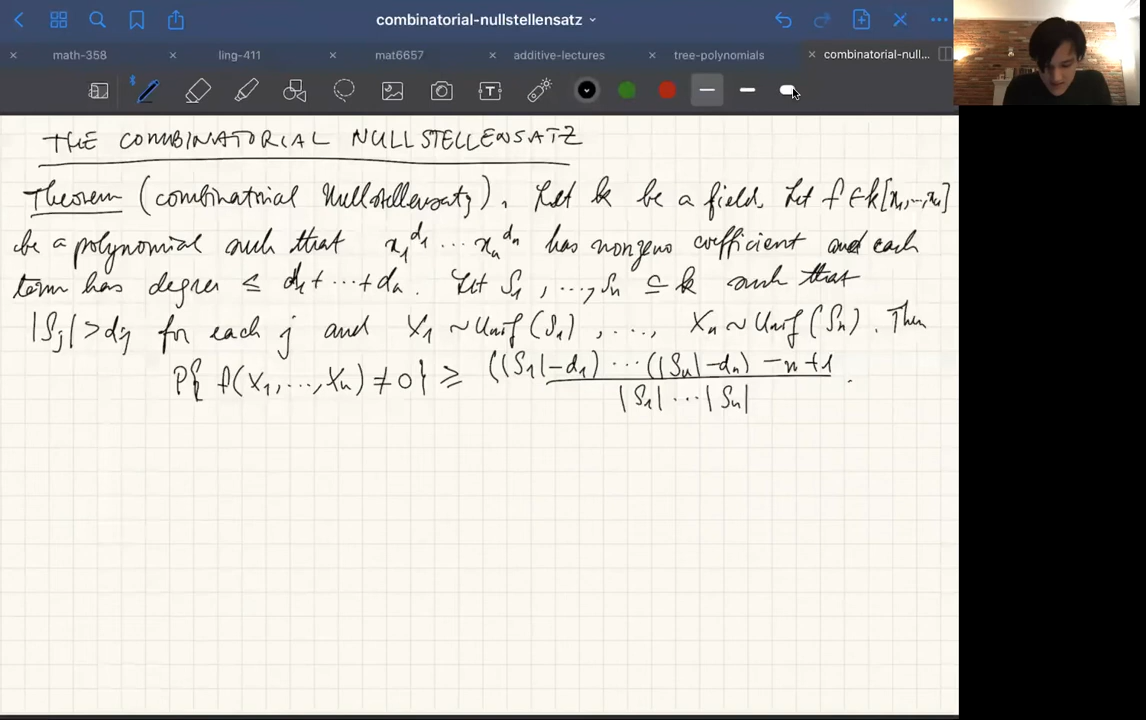 combinatorial-nullstellensatz
math-358
ling-411
mat6657
additive-lectures
tree-polynomials
combinatorial-null...
THE COMBINATORIAL NULLSTELLENSATZ
Theorem (combinatorial Nullstellensatz). Let k be a field. Let f ∈ k[x₁,...,xₙ]
be a polynomial such that x₁^d₁ ... xₙ^dₙ has nonzero coefficient and each
term has degree ≤ d₁+...+dₙ. Let S₁,...,Sₙ ⊆ k such that
|Sⱼ| > dⱼ for each j and X₁ ~ Unif(S₁),..., Xₙ ~ Unif(Sₙ). Then
P{ f(X₁,...,Xₙ) ≠ 0 } ≥ ((|S₁|-d₁) ... (|Sₙ|-dₙ) -n+1
|S₁| ... |Sₙ| .